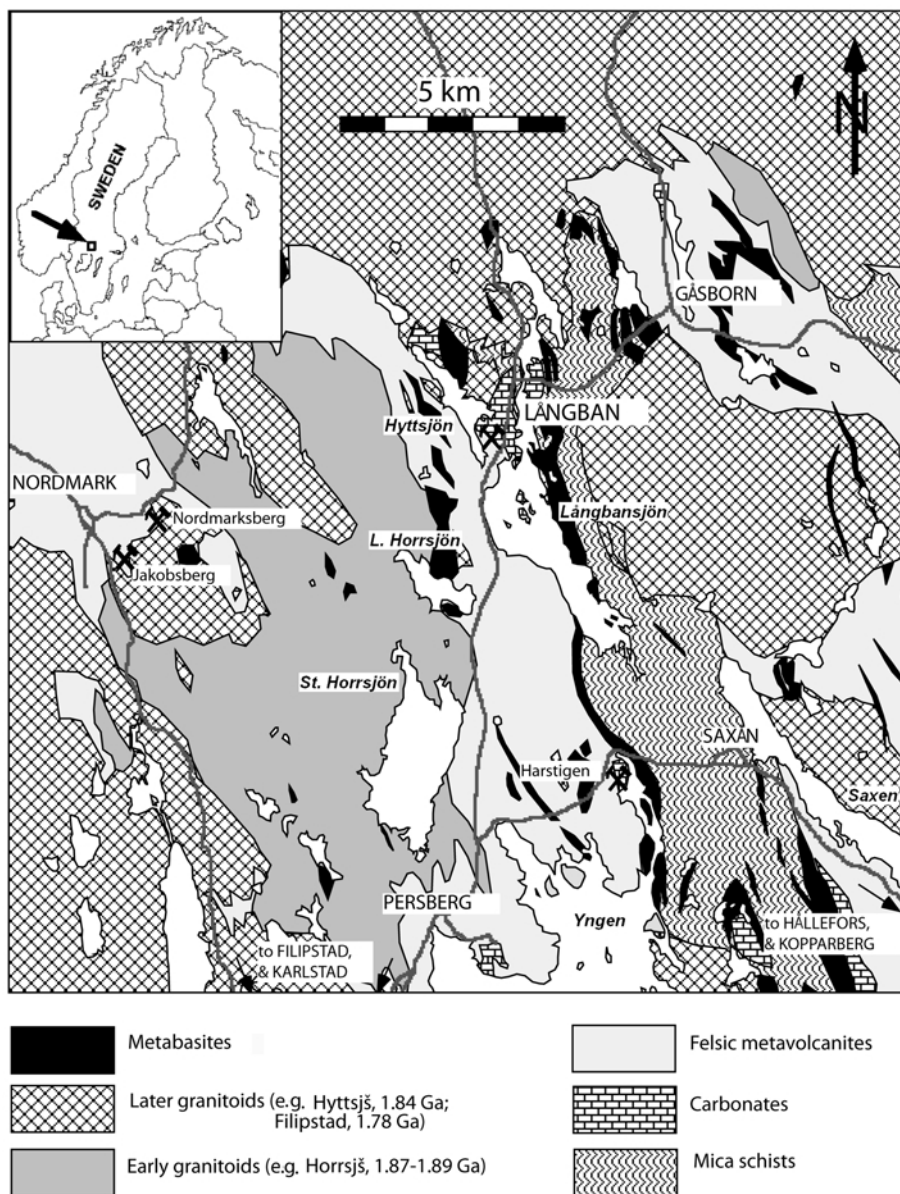 5 km
N
SWEDEN
GÅSBORN
LÅNGBAN
Hyttsjön
NORDMARK
Nordmarksberg
Långbansjön
L. Horrsjön
Jakobsberg
St. Horrsjön
SAXÅN
Harstigen
Saxen
PERSBERG
Yngen
to HÄLLEFORS,
& KOPPARBERG
to FILIPSTAD,
& KARLSTAD
Metabasites
Later granitoids (e.g. Hyttsjš, 1.84 Ga;
Filipstad, 1.78 Ga)
Early granitoids (e.g. Horrsjš, 1.87-1.89 Ga)
Felsic metavolcanites
Carbonates
Mica schists